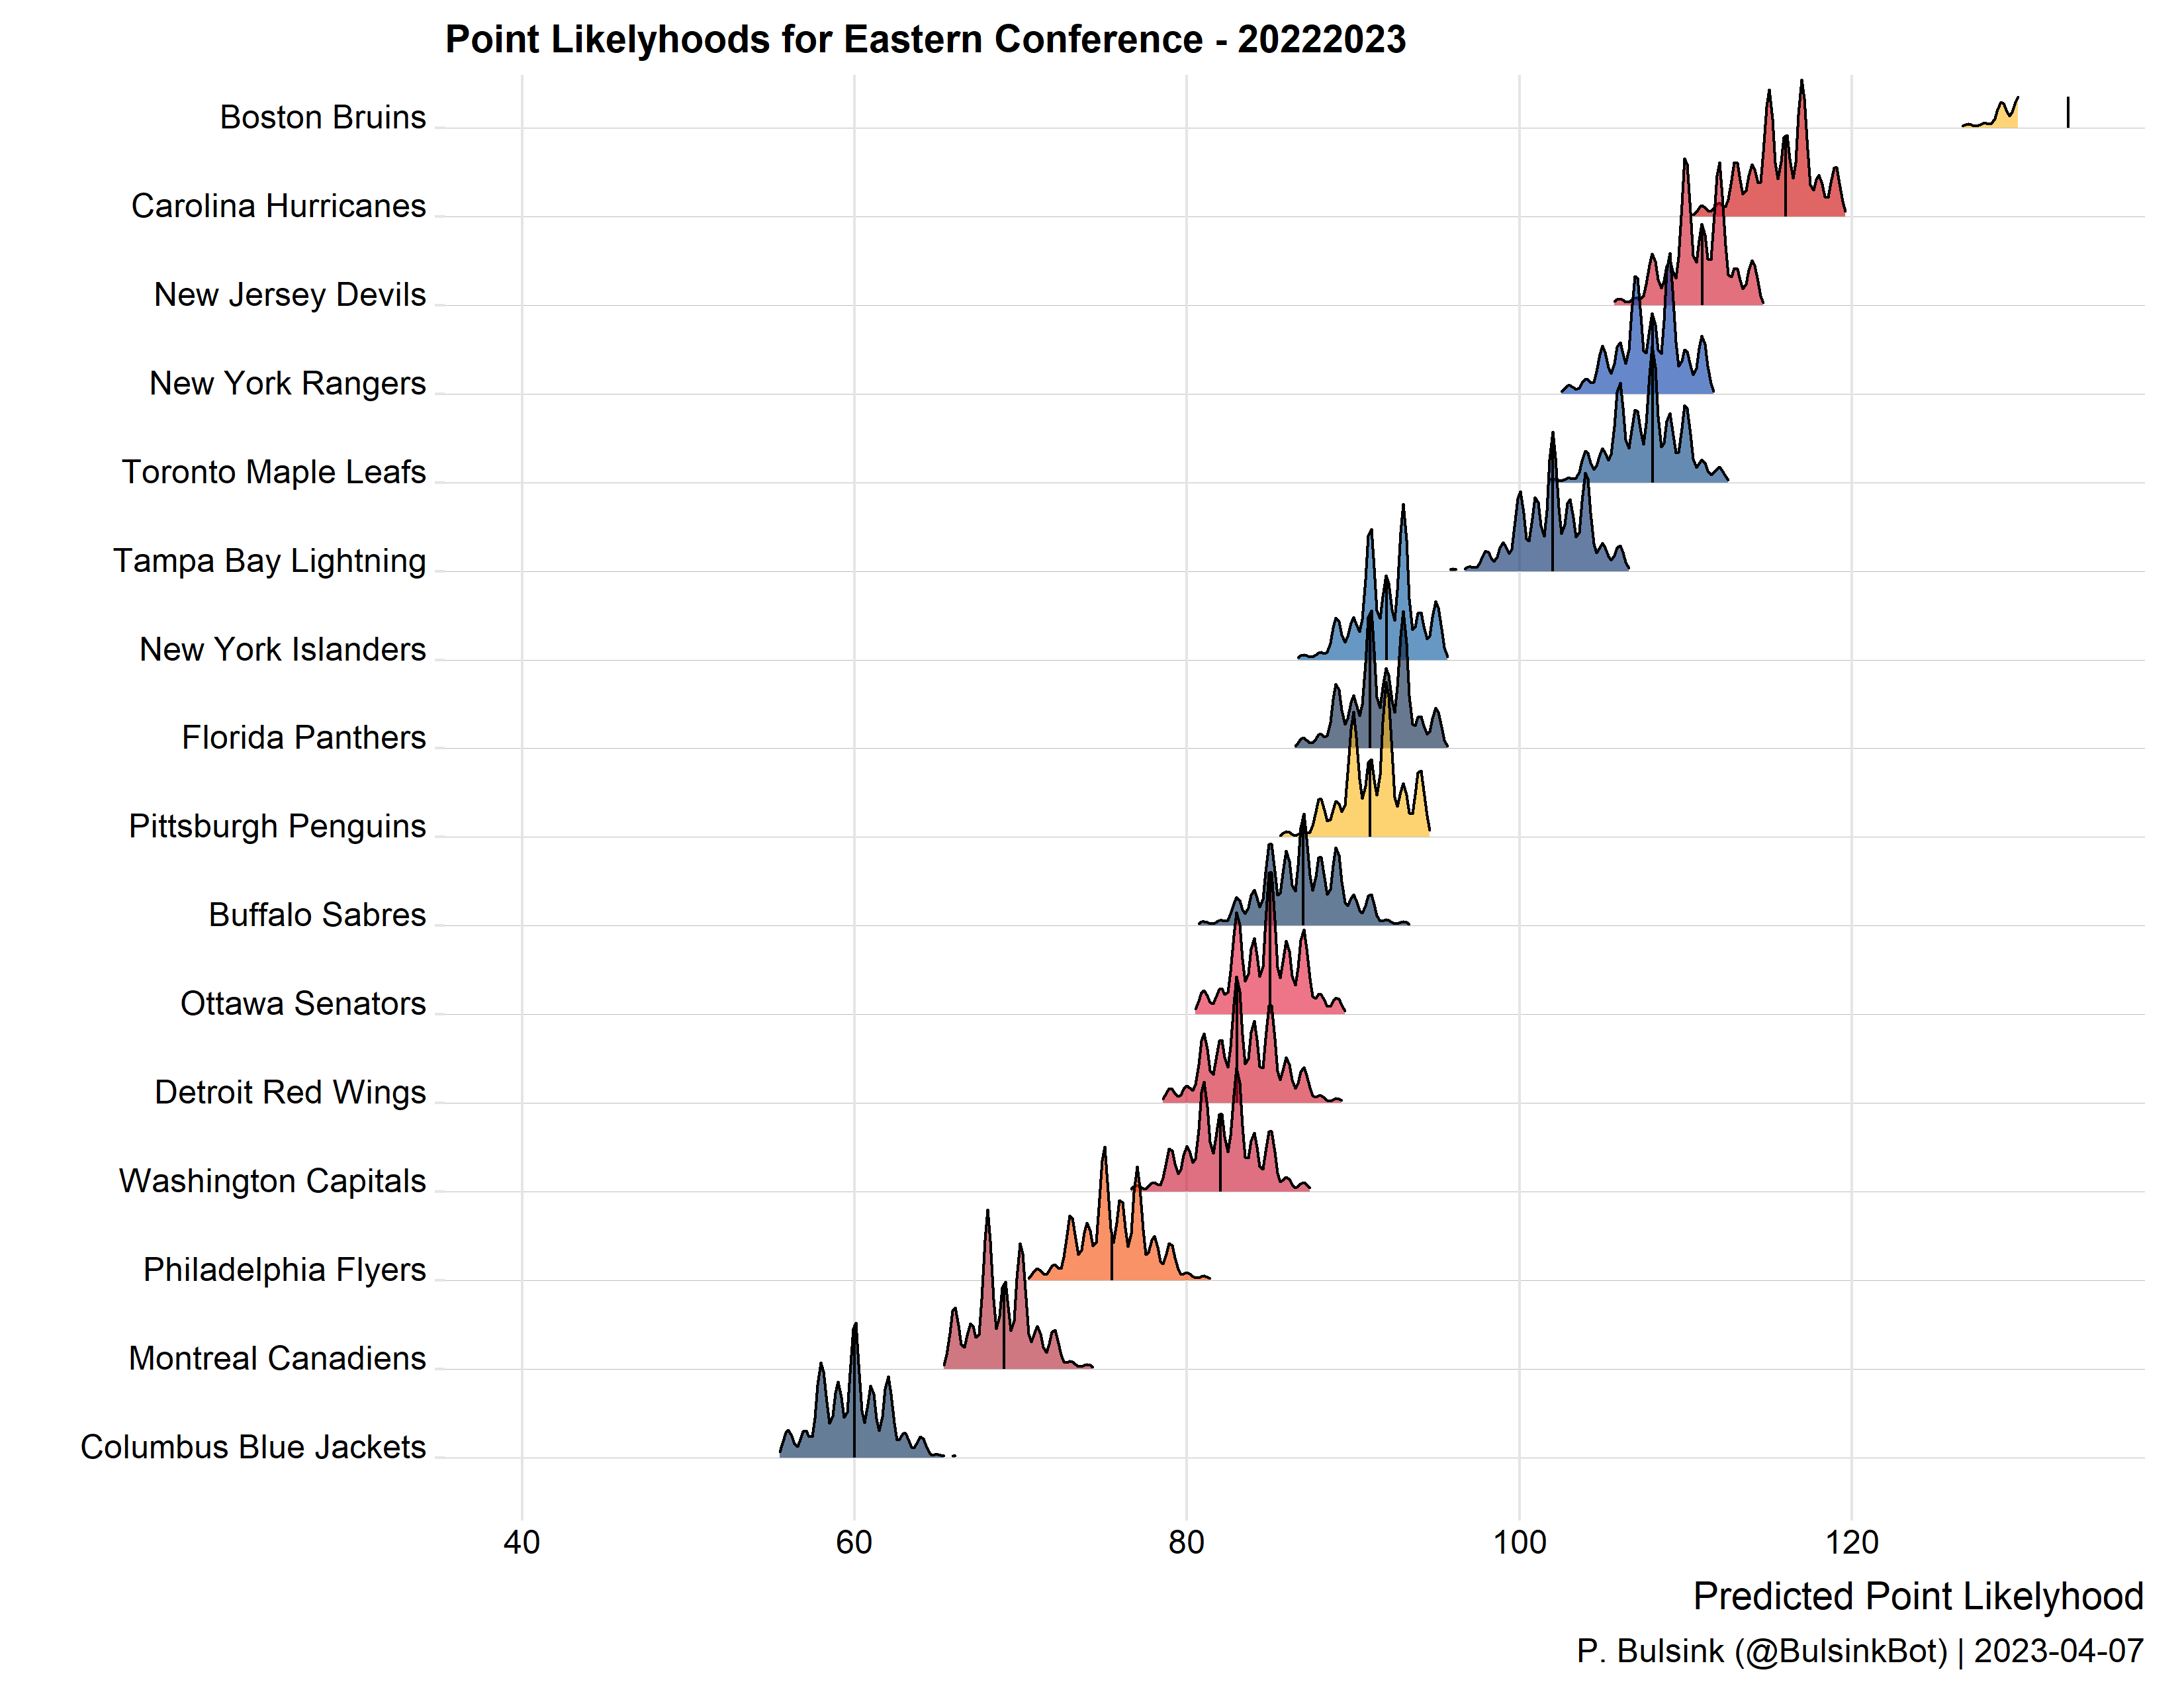 Point Likelyhoods for Eastern Conference - 20222023
Boston Bruins
Carolina Hurricanes
New Jersey Devils
New York Rangers
Toronto Maple Leafs
Tampa Bay Lightning
New York Islanders
Florida Panthers
Pittsburgh Penguins
Buffalo Sabres
Ottawa Senators
Detroit Red Wings
Washington Capitals
Philadelphia Flyers
Montreal Canadiens
Columbus Blue Jackets
40 60 80 100 120
Predicted Point Likelyhood
P. Bulsink (@BulsinkBot) | 2023-04-07